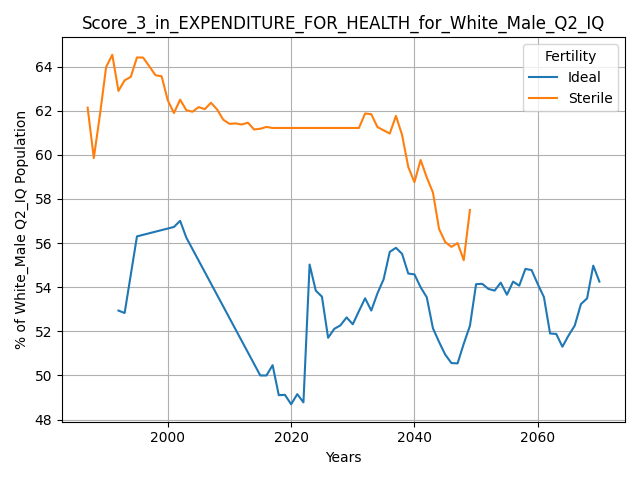 Score_3_in_EXPENDITURE_FOR_HEALTH_for_White_Male_Q2_IQ
Fertility
Ideal
Sterile
% of White_Male Q2_IQ Population
64
62
60
58
56
54
52
50
48
2000
2020
2040
2060
Years